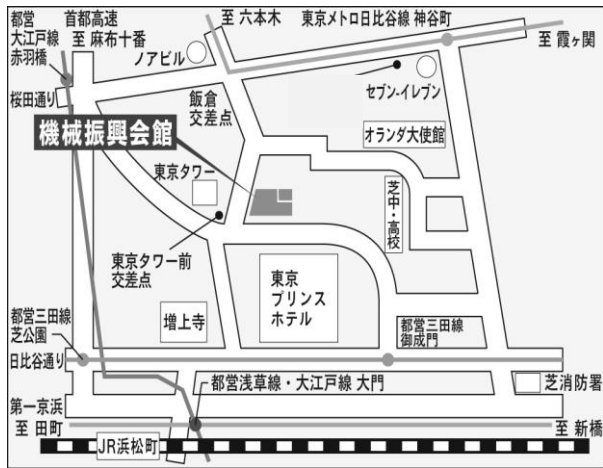 都営
大江戸線
赤羽橋
首都高速
至 麻布十番
至 六本木
東京メトロ日比谷線 神谷町
至 霞ヶ関
ノアビル
セブン-イレブン
桜田通り
飯倉
交差点
オランダ大使館
機械振興会館
東京タワー
芝中・高校
東京タワー前
交差点
東京
プリンス
ホテル
増上寺
都営三田線
芝公園
都営三田線
御成門
日比谷通り
都営浅草線・大江戸線 大門
芝消防署
第一京浜
至 田町
至 新橋
JR浜松町